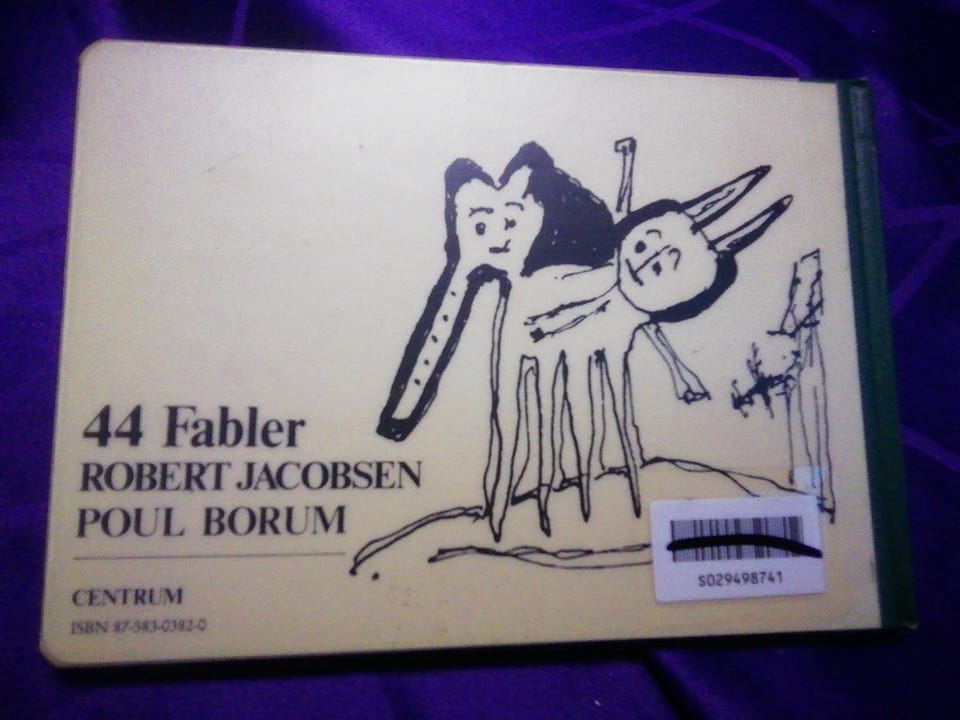 44 Fabler
ROBERT JACOBSEN
POUL BORUM
CENTRUM
ISBN 87-583-0382-0
S029498741